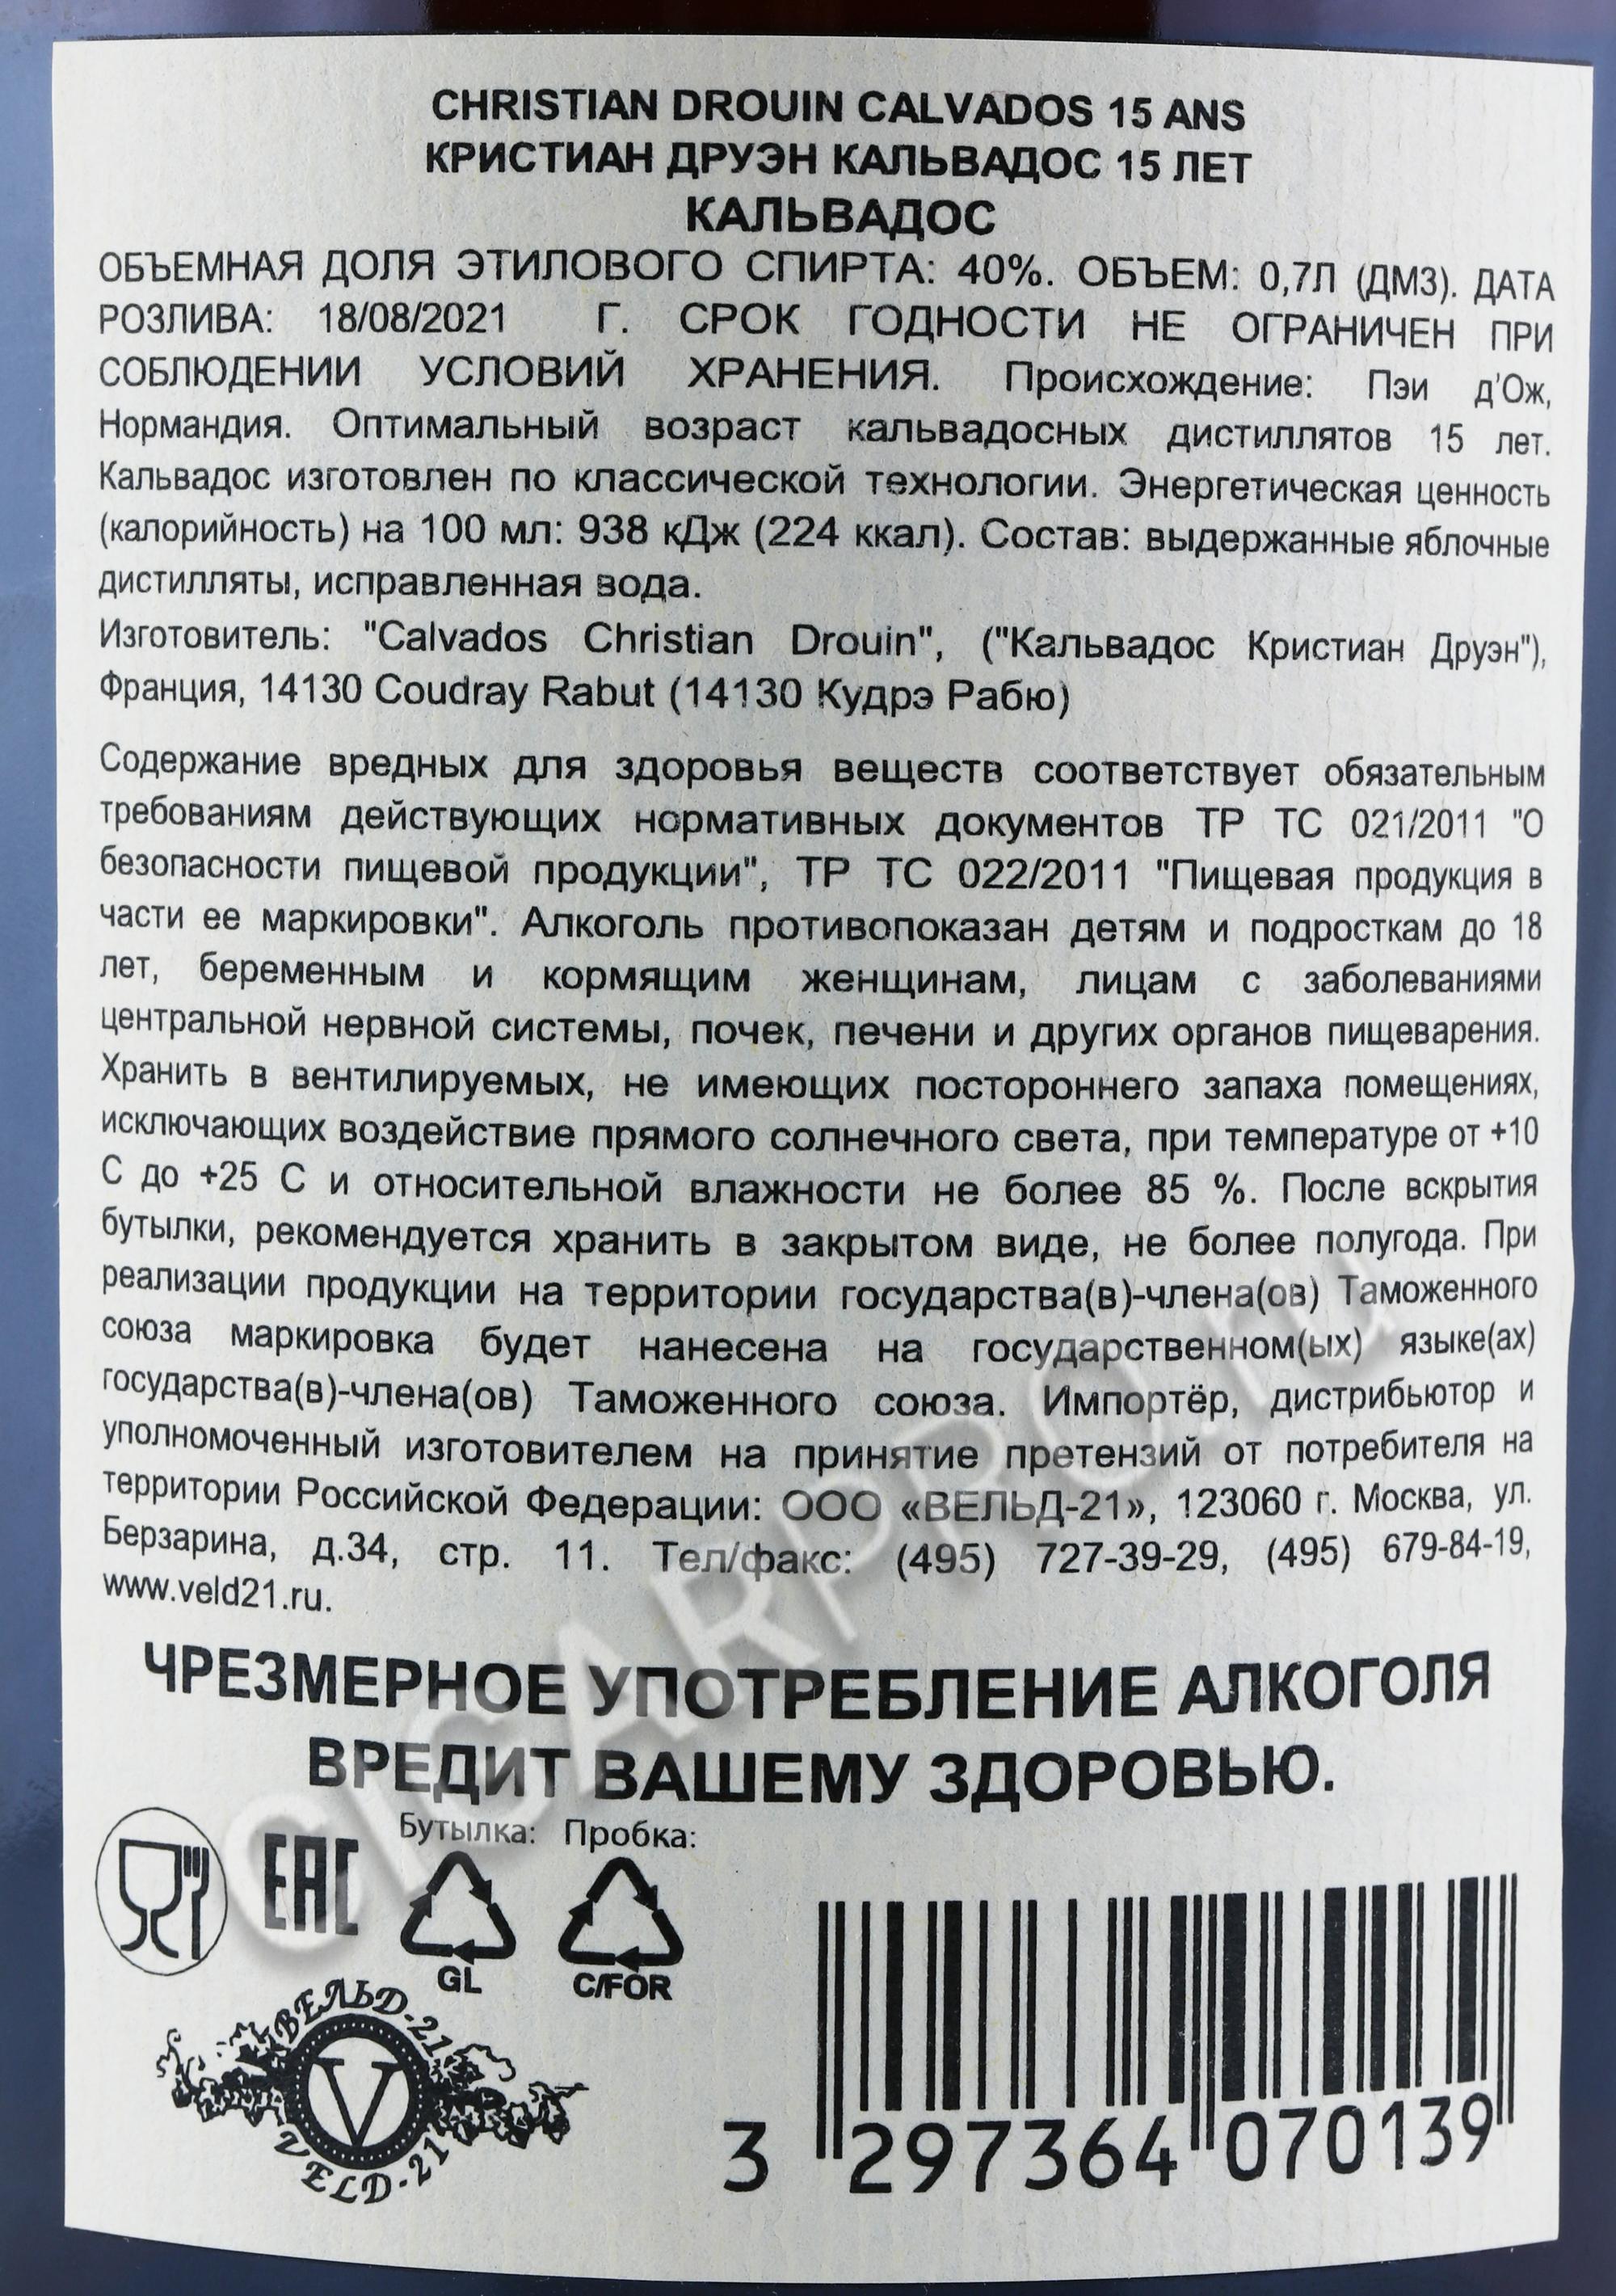 CHRISTIAN DROUIN CALVADOS 15 ANS
КРИСТИАН ДРУЭН КАЛЬВАДОС 15 ЛЕТ
КАЛЬВАДОС
ОБЪЕМНАЯ ДОЛЯ ЭТИЛОВОГО СПИРТА: 40%. ОБЪЕМ: 0,7Л (ДМ3). ДАТА
РОЗЛИВА: 18/08/2021 Г. СРОК ГОДНОСТИ НЕ ОГРАНИЧЕН ПРИ
СОБЛЮДЕНИИ УСЛОВИЙ ХРАНЕНИЯ. Происхождение: Пэи д'Ож,
Нормандия. Оптимальный возраст кальвадосных дистиллятов 15 лет.
Кальвадос изготовлен по классической технологии. Энергетическая ценность
(калорийность) на 100 мл: 938 кДж (224 ккал). Состав: выдержанные яблочные
дистилляты, исправленная вода.
Изготовитель: "Calvados Christian Drouin", ("Кальвадос Кристиан Друэн"),
Франция, 14130 Coudray Rabut (14130 Кудрэ Рабю)
Содержание вредных для здоровья веществ соответствует обязательным
требованиям действующих нормативных документов ТР ТС 021/2011 "О
безопасности пищевой продукции", ТР ТС 022/2011 "Пищевая продукция в
части ее маркировки". Алкоголь противопоказан детям и подросткам до 18
лет, беременным и кормящим женщинам, лицам с заболеваниями
центральной нервной системы, почек, печени и других органов пищеварения.
Хранить в вентилируемых, не имеющих постороннего запаха помещениях,
исключающих воздействие прямого солнечного света, при температуре от +10
С до +25 С и относительной влажности не более 85 %. После вскрытия
бутылки, рекомендуется хранить в закрытом виде, не более полугода. При
реализации продукции на территории государства(в)-члена(ов) Таможенного
союза маркировка будет нанесена на государственном(ых) языке(ах)
государства(в)-члена(ов) Таможенного союза. Импортёр, дистрибьютор и
уполномоченный изготовителем на принятие претензий от потребителя на
территории Российской Федерации: ООО «ВЕЛЬД-21», 123060 г. Москва, ул.
Берзарина, д.34, стр. 11. Тел/факс: (495) 727-39-29, (495) 679-84-19,
www.veld21.ru.
ЧРЕЗМЕРНОЕ УПОТРЕБЛЕНИЕ АЛКОГОЛЯ
ВРЕДИТ ВАШЕМУ ЗДОРОВЬЮ.
Бутылка: Пробка:
EAC
GL C/FOR
ВЕЛЬД-21
V
VELD-21
3 297364 070139
CIGARPRO.ru